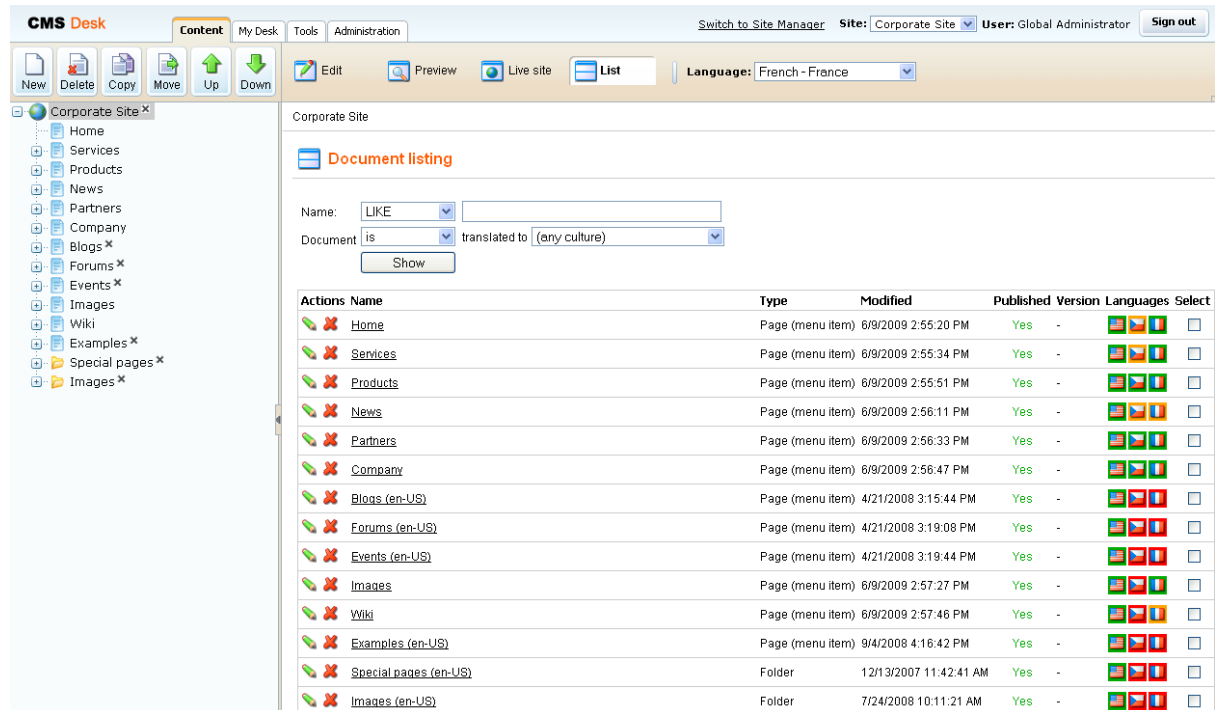 CMS Desk
Content My Desk Tools Administration
Switch to Site Manager Site: Corporate Site User: Global Administrator Sign out
New Delete Copy Move Up Down
Edit Preview Live site List Language: French - France
Corporate Site
Home
Services
Products
News
Partners
Company
Blogs
Forums
Events
Images
Wiki
Examples
Special pages
Images
Corporate Site
Document listing
Name: LIKE
Document is translated to (any culture)
Show
Actions Name Type Modified Published Version Languages Select
Home Page (menu item) 6/9/2009 2:55:20 PM Yes -
Services Page (menu item) 6/9/2009 2:55:34 PM Yes -
Products Page (menu item) 6/9/2009 2:55:51 PM Yes -
News Page (menu item) 6/9/2009 2:56:11 PM Yes -
Partners Page (menu item) 6/9/2009 2:56:33 PM Yes -
Company Page (menu item) 6/9/2009 2:56:47 PM Yes -
Blogs (en-US) Page (menu item) 4/21/2008 3:15:44 PM Yes -
Forums (en-US) Page (menu item) 4/21/2008 3:19:08 PM Yes -
Events (en-US) Page (menu item) 4/21/2008 3:19:44 PM Yes -
Images Page (menu item) 6/9/2009 2:57:27 PM Yes -
Wiki Page (menu item) 6/9/2009 2:57:46 PM Yes -
Examples (en-US) Page (menu item) 9/4/2008 4:16:42 PM Yes -
Special pages (en-US) Folder 12/13/2007 11:42:41 AM Yes -
Images (en-US) Folder 7/24/2008 10:11:21 AM Yes -